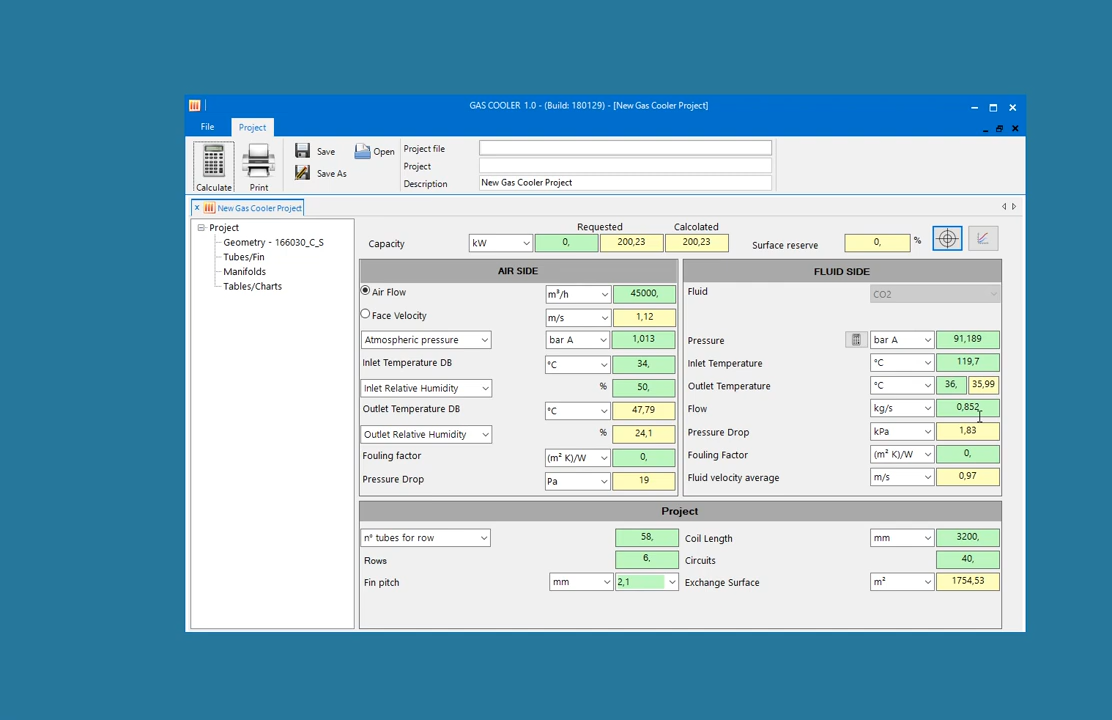 GAS COOLER 1.0 - (Build: 180129) - [New Gas Cooler Project]
File Project
Calculate
Print
Save
Save As
Open
Project file
Project
Description New Gas Cooler Project
x New Gas Cooler Project
Project
Geometry - 166030_C_S
Tubes/Fin
Manifolds
Tables/Charts
Requested Calcolated
Capacity kW 0, 200,23 200,23 Surface reserve 0, %
AIR SIDE
Air Flow m³/h 45000,
Face Velocity m/s 1,12
Atmospheric pressure bar A 1,013
Inlet Temperature DB °C 34,
Inlet Relative Humidity % 50,
Outlet Temperature DB °C 47,79
Outlet Relative Humidity % 24,1
Fouling factor (m² K)/W 0,
Pressure Drop Pa 19
FLUID SIDE
Fluid CO2
Pressure bar A 91,189
Inlet Temperature °C 119,7
Outlet Temperature °C 36, 35,99
Flow kg/s 0,852
Pressure Drop kPa 1,83
Fouling Factor (m² K)/W 0,
Fluid velocity average m/s 0,97
Project
n° tubes for row 58, Coil Length mm 3200,
Rows 6, Circuits 40,
Fin pitch mm 2,1 Exchange Surface m² 1754,53